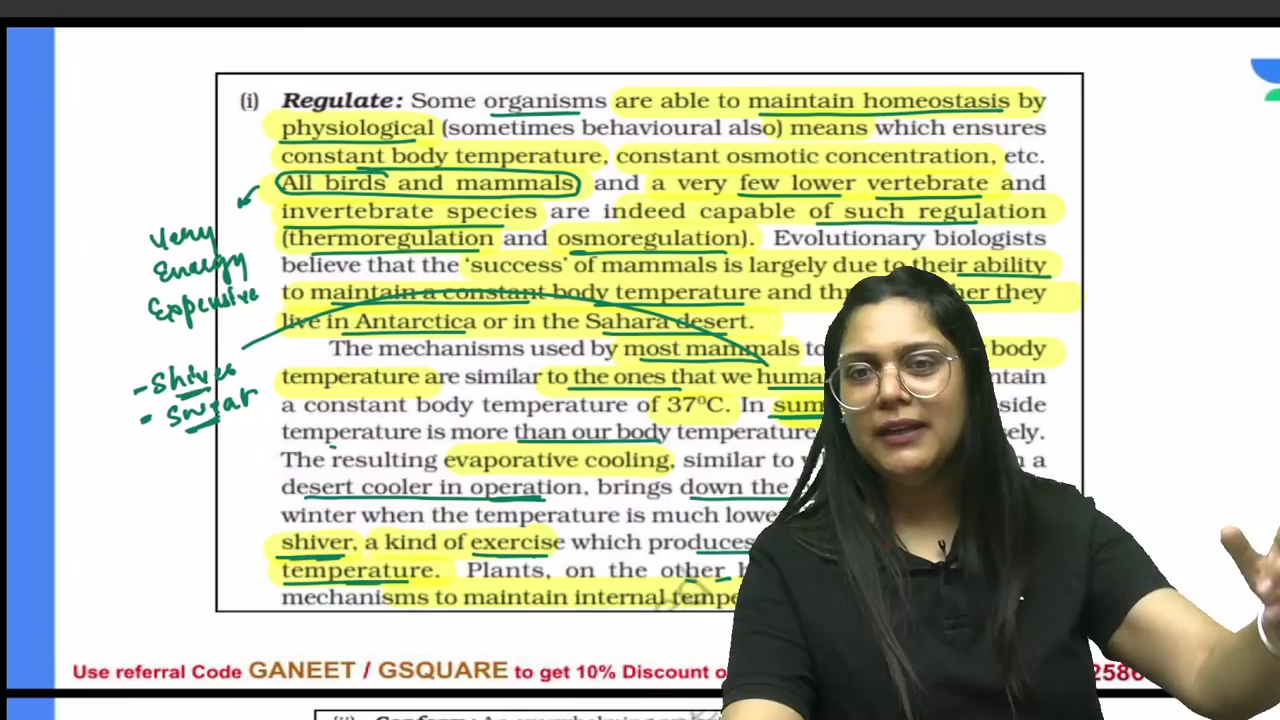 (i) Regulate: Some organisms are able to maintain homeostasis by
physiological (sometimes behavioural also) means which ensures
constant body temperature, constant osmotic concentration, etc.
All birds and mammals and a very few lower vertebrate and
invertebrate species are indeed capable of such regulation
(thermoregulation and osmoregulation). Evolutionary biologists
believe that the 'success' of mammals is largely due to their ability
to maintain a constant body temperature and they
live in Antarctica or in the Sahara desert.
Very
Energy
Expensive
The mechanisms used by most mammals body
temperature are similar to the ones that we
a constant body temperature of 37⁰C. In side
temperature is more than our body temperature
The resulting evaporative cooling, similar to a
desert cooler in operation, brings down the
winter when the temperature is much
shiver, a kind of exercise which produces
temperature. Plants, on the other
mechanisms to maintain internal
- Shiver
- Sweat
Use referral Code GANEET / GSQUARE to get 10% Discount